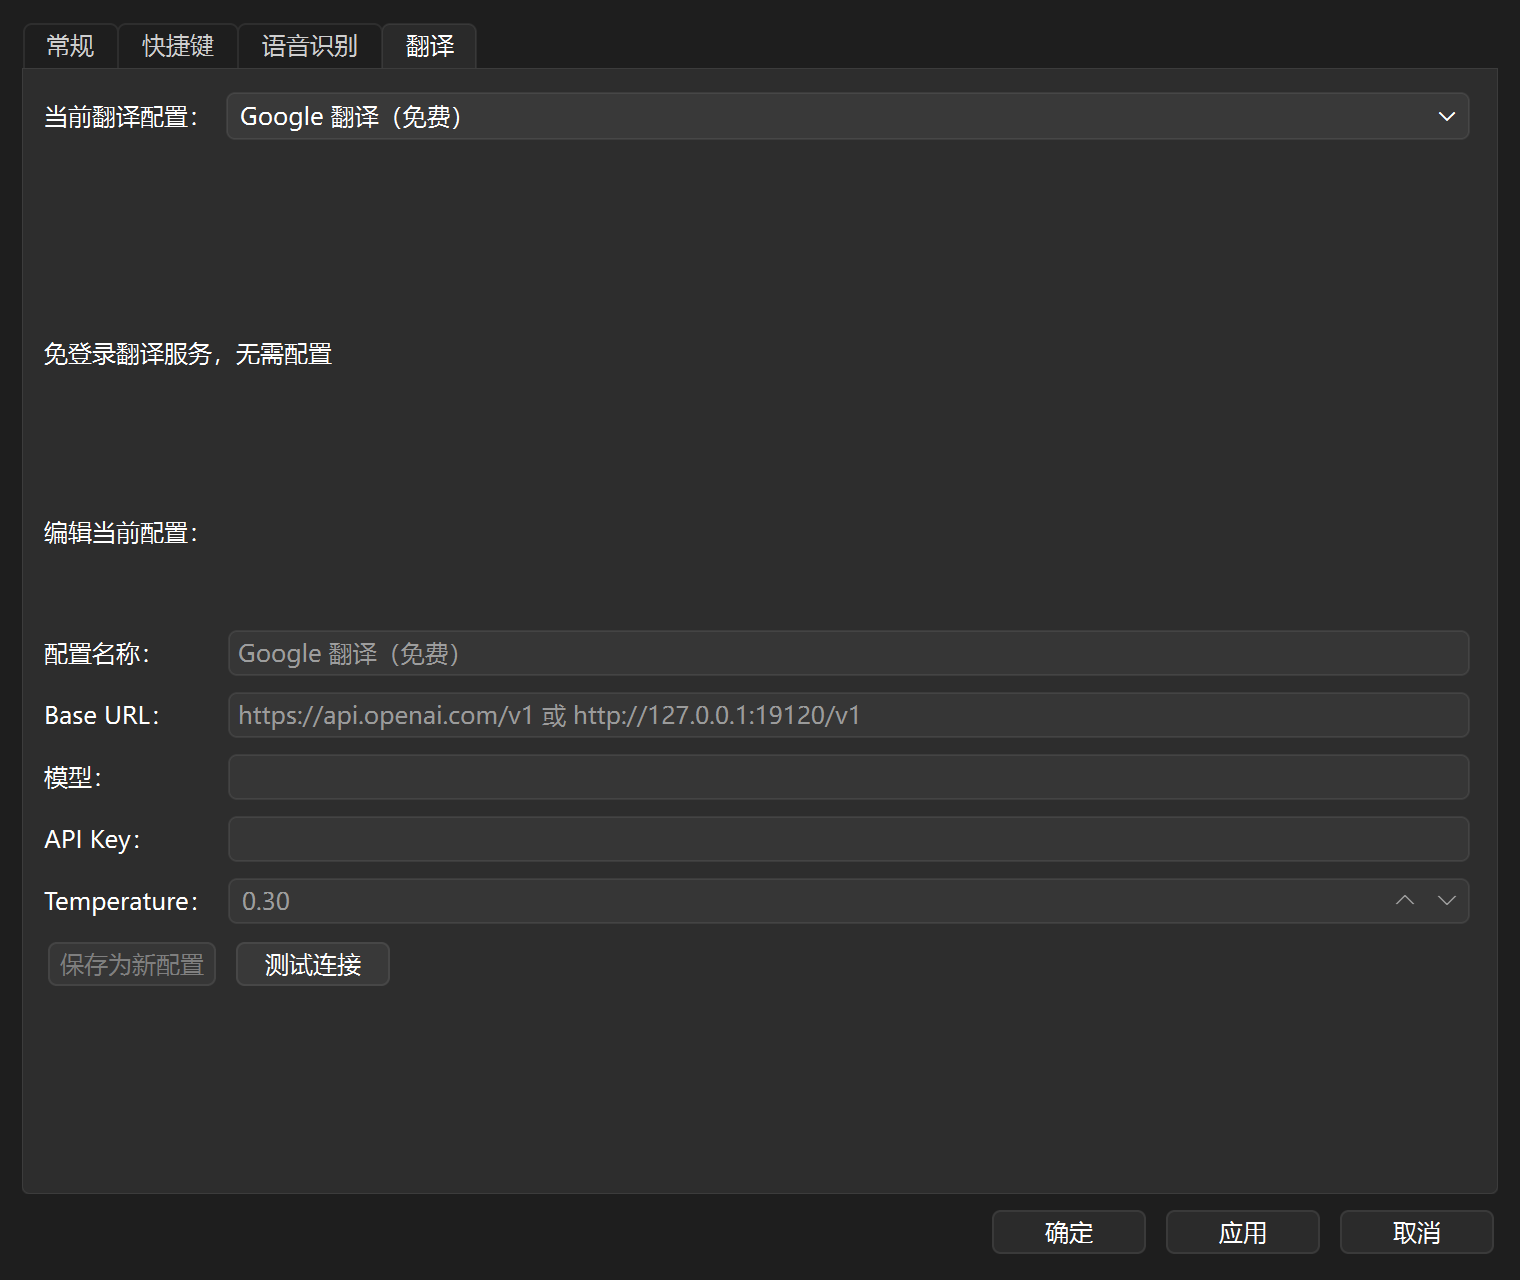 常规 快捷键 语音识别 翻译
当前翻译配置： Google 翻译（免费）
免登录翻译服务，无需配置
编辑当前配置：
配置名称： Google 翻译（免费）
Base URL： https://api.openai.com/v1 或 http://127.0.0.1:19120/v1
模型：
API Key：
Temperature： 0.30
保存为新配置 测试连接
确定 应用 取消